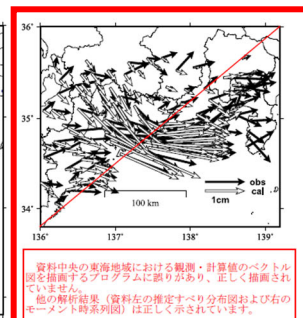 36°
35°
34°
obs
cal
1cm
100 km
136°
137°
138°
139°
資料中央の東海地域における観測・計算値のベクトル
図を描画するプログラムに誤りがあり、正しく描画され
ていません。
他の解析結果(資料左の推定すべり分布図および右の
モーメント時系列図)は正しく示されています。